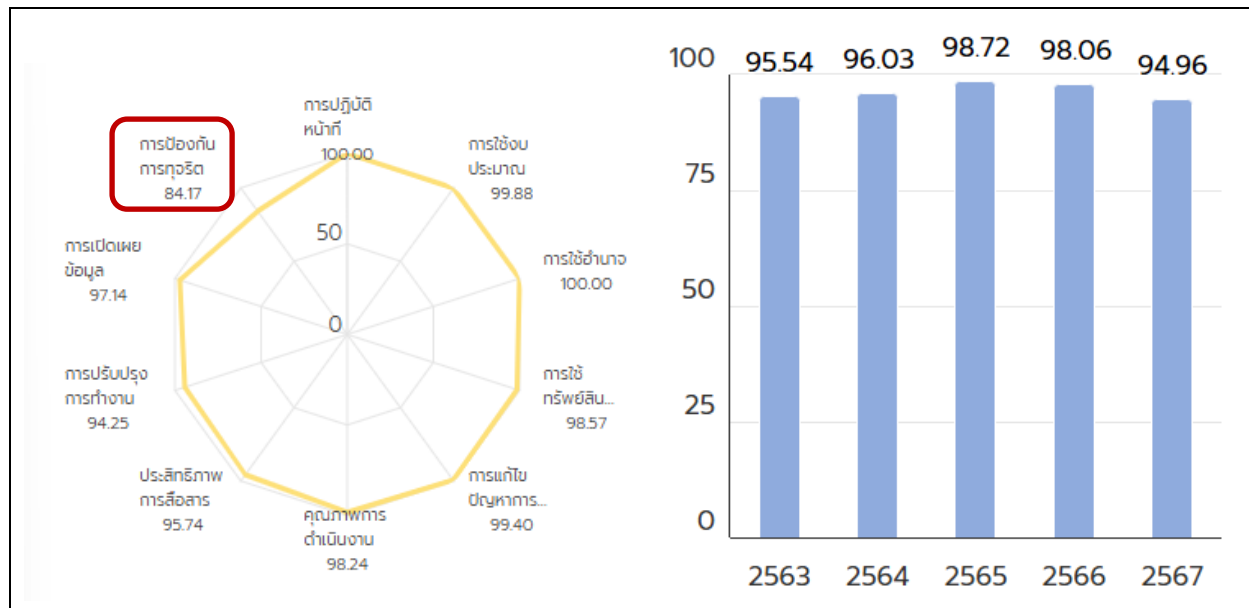 การปฏิบัติ
หน้าที่
100.00
การใช้งบ
ประมาณ
99.88
การใช้อำนาจ
100.00
การใช้
ทรัพย์สิน...
98.57
การแก้ไข
ปัญหาการ...
99.40
คุณภาพการ
ดำเนินงาน
98.24
ประสิทธิภาพ
การสื่อสาร
95.74
การปรับปรุง
การทำงาน
94.25
การเปิดเผย
ข้อมูล
97.14
การป้องกัน
การทุจริต
84.17
50
0
100
75
50
25
0
95.54 96.03 98.72 98.06 94.96
2563 2564 2565 2566 2567